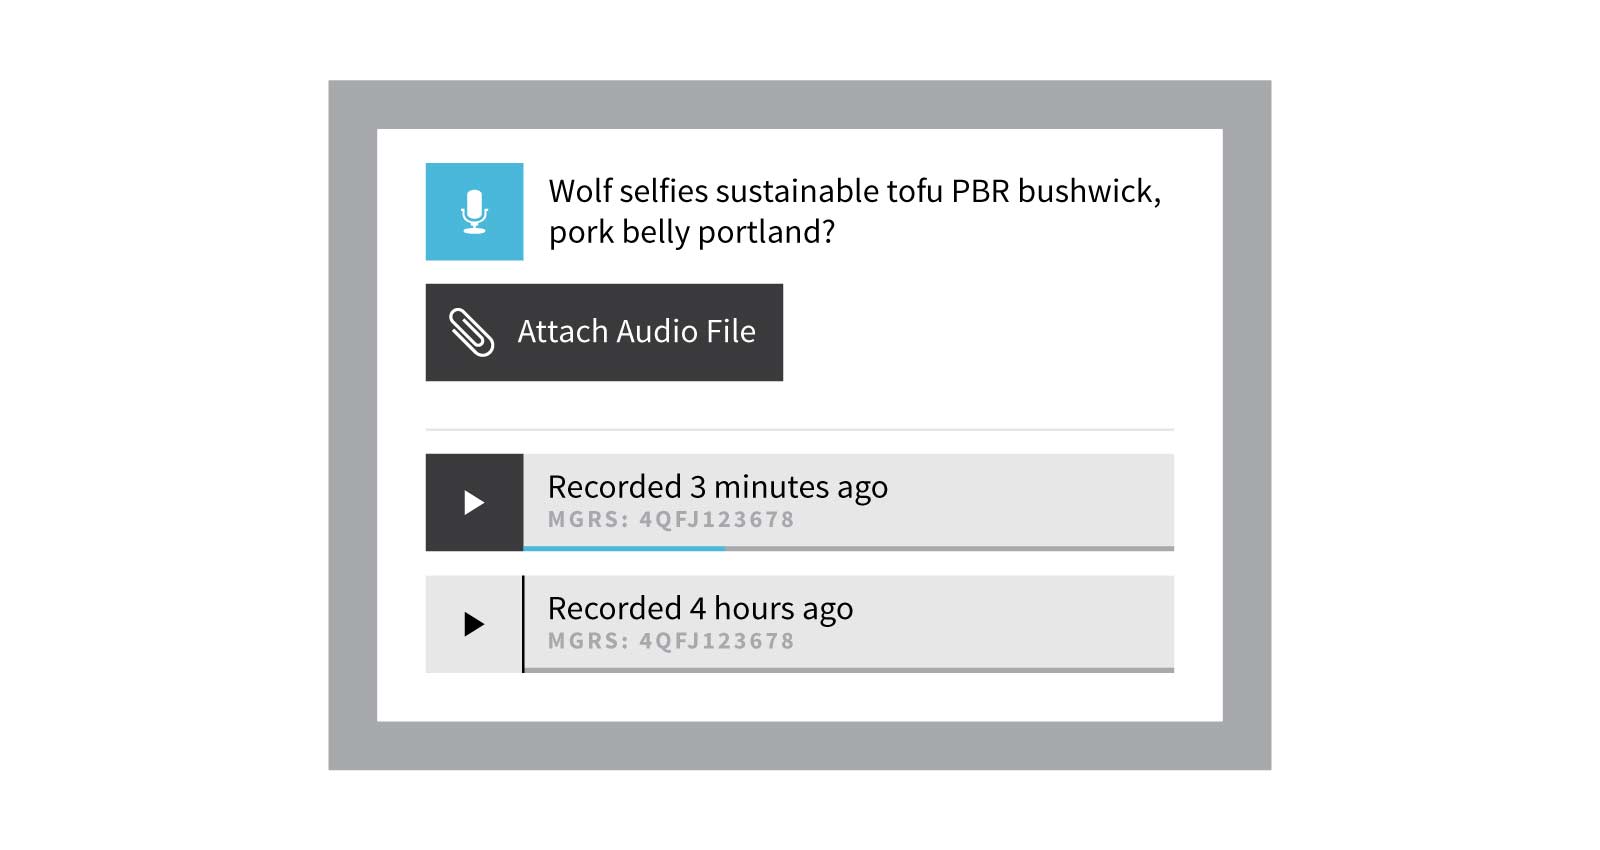 Wolf selfies sustainable tofu PBR bushwick,
pork belly portland?
Attach Audio File
Recorded 3 minutes ago
MGRS: 4QFJ123678
Recorded 4 hours ago
MGRS: 4QFJ123678